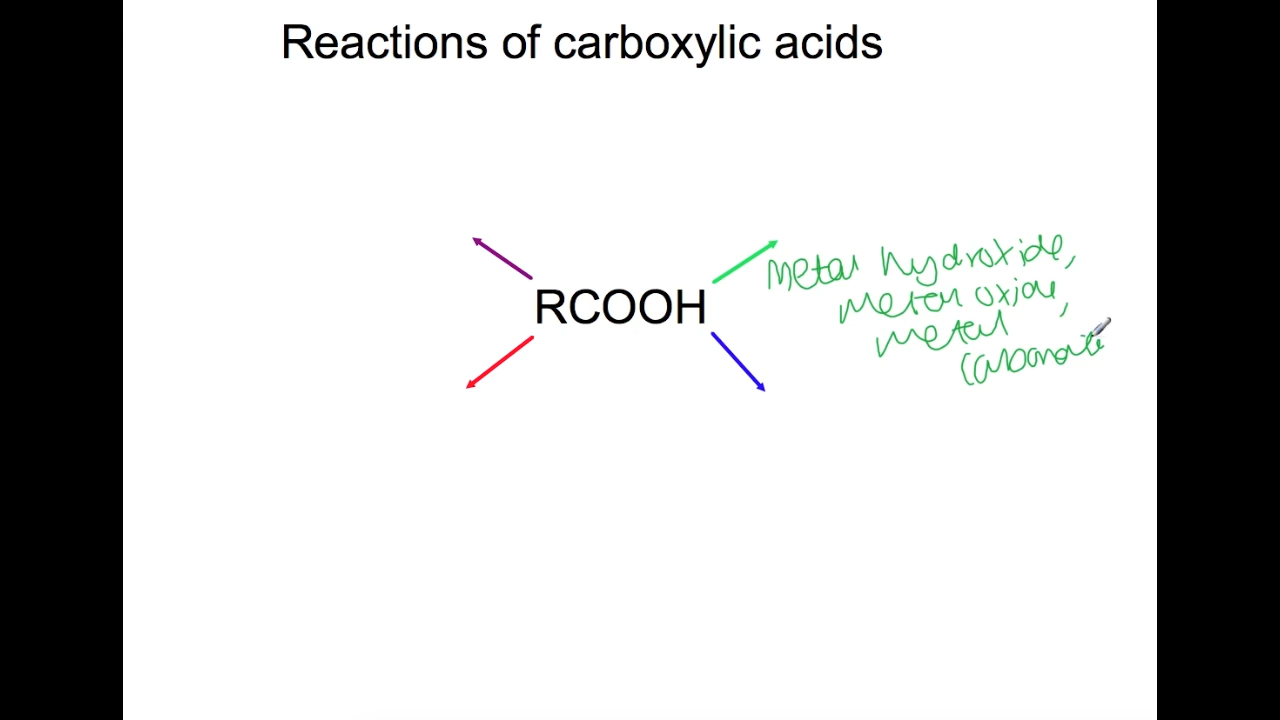 Reactions of carboxylic acids
RCOOH
metal hydroxide,
metal oxide,
metal
carbonate